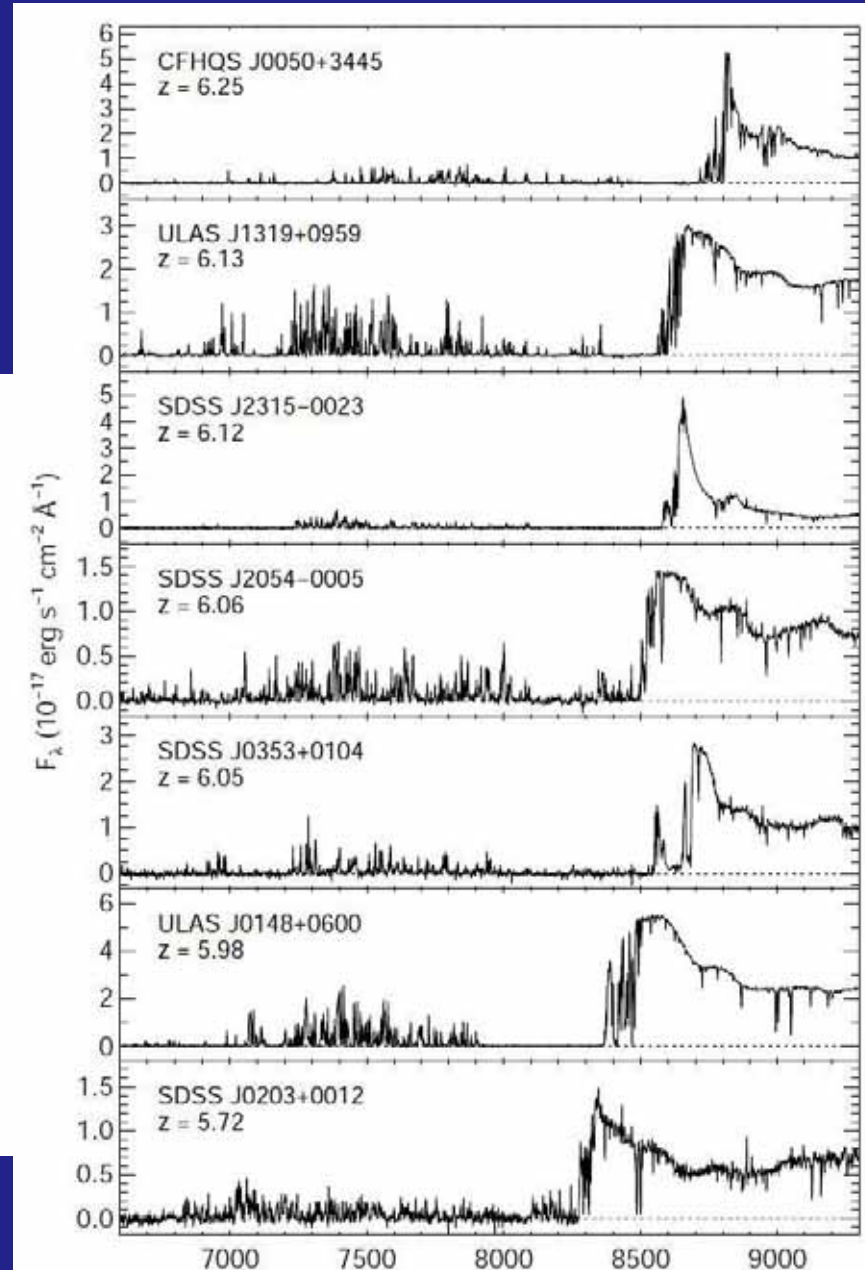 CFHQS J0050+3445
z = 6.25
6
5
4
3
2
1
0
ULAS J1319+0959
z = 6.13
3
2
1
0
SDSS J2315−0023
z = 6.12
5
4
3
2
1
0
SDSS J2054−0005
z = 6.06
1.5
1.0
0.5
0.0
SDSS J0353+0104
z = 6.05
3
2
1
0
ULAS J0148+0600
z = 5.98
6
4
2
0
SDSS J0203+0012
z = 5.72
1.5
1.0
0.5
0.0
F_λ (10⁻¹⁷ erg s⁻¹ cm⁻² Å⁻¹)
7000 7500 8000 8500 9000